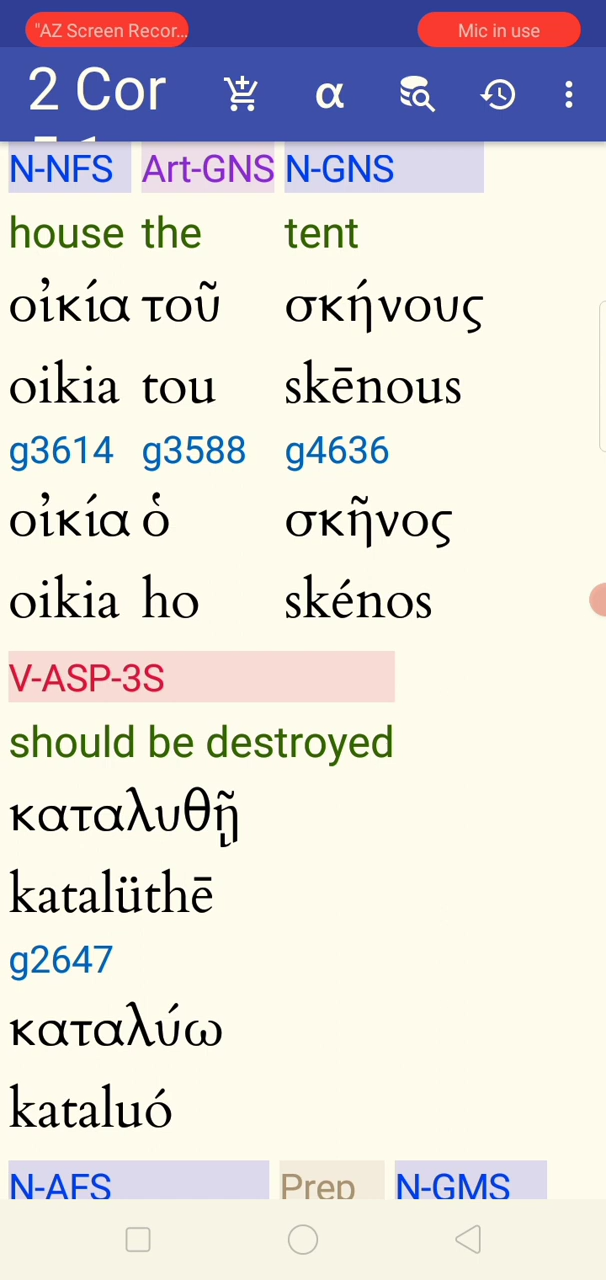 "AZ Screen Recor... Mic in use
2 Cor α
N-NFS Art-GNS N-GNS
house the tent
οἰκία τοῦ σκήνους
oikia tou skēnous
g3614 g3588 g4636
οἰκία ὁ σκῆνος
oikia ho skénos
V-ASP-3S
should be destroyed
καταλυθῇ
katalüthē
g2647
καταλύω
kataluó
N-AFS Prep N-GMS